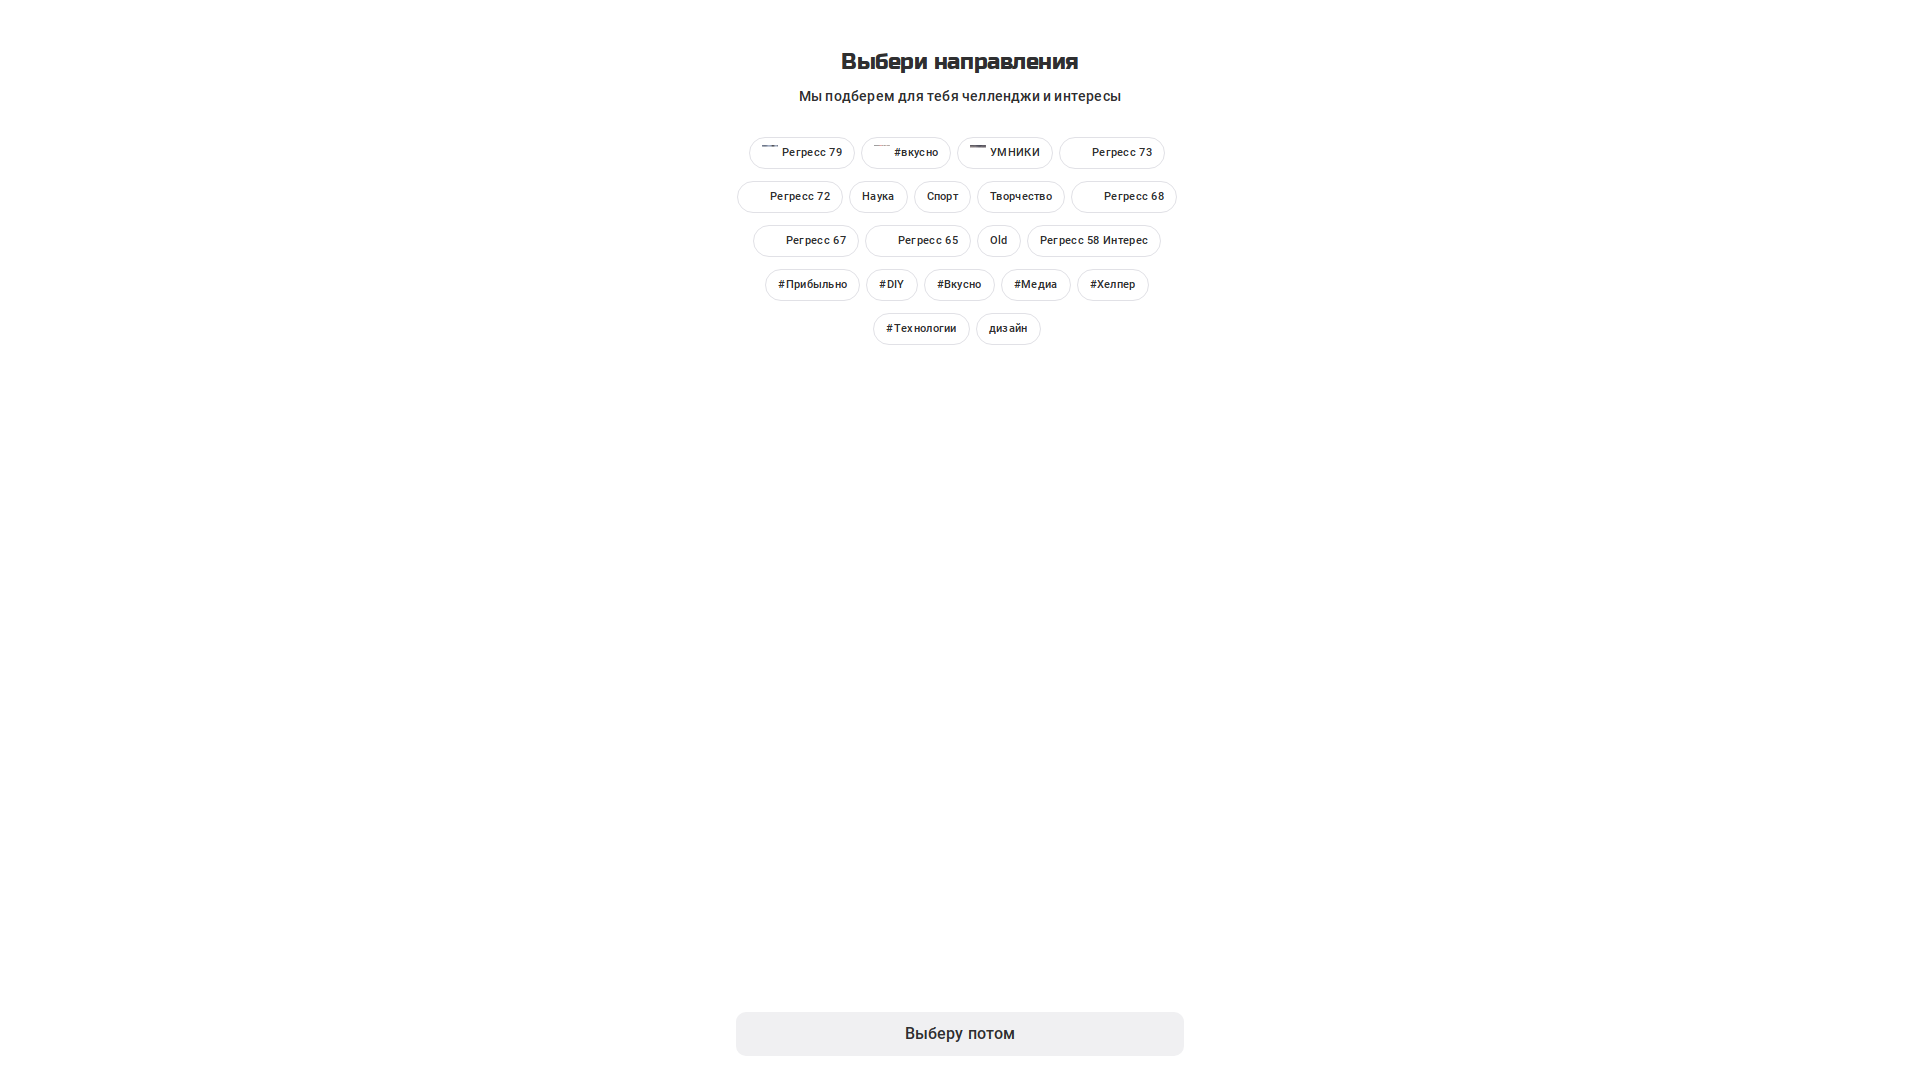 Выбери направления
Мы подберем для тебя челленджи и интересы
Регресс 79 #вкусно УМНИКИ Регресс 73
Регресс 72 Наука Спорт Творчество Регресс 68
Регресс 67 Регресс 65 Old Регресс 58 Интерес
#Прибыльно #DIY #Вкусно #Медиа #Хелпер
#Технологии дизайн
Выберу потом